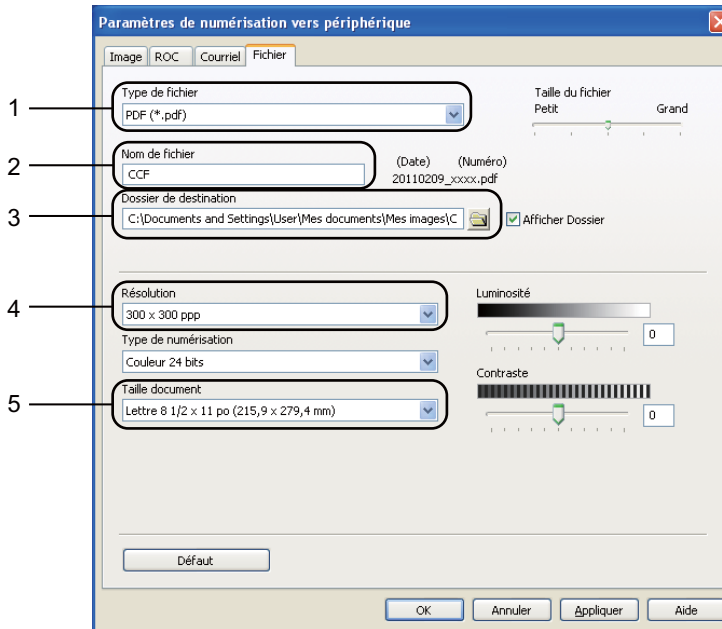 Paramètres de numérisation vers périphérique
Image ROC Courriel Fichier
1
Type de fichier
PDF (*.pdf)
Taille du fichier
Petit Grand
2
Nom de fichier
CCF
(Date) (Numéro)
20110209_xxxx.pdf
3
Dossier de destination
C:\Documents and Settings\User\Mes documents\Mes images\C
Afficher Dossier
4
Résolution
300 x 300 ppp
Luminosité
0
Type de numérisation
Couleur 24 bits
Contraste
0
5
Taille document
Lettre 8 1/2 x 11 po (215,9 x 279,4 mm)
Défaut
OK Annuler Appliquer Aide